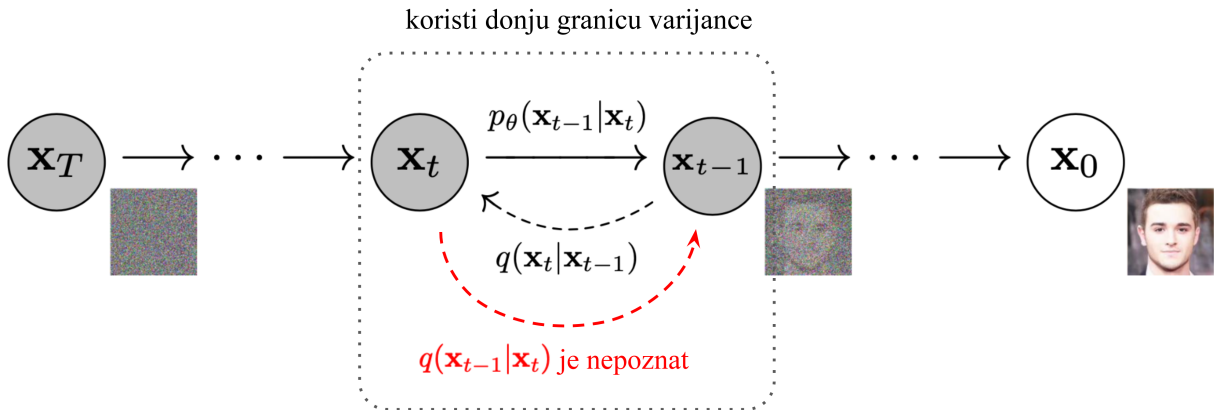 koristi donju granicu varijance
p_θ(x_{t−1}|x_t)
x_T → ··· → x_t → x_{t−1} → ··· → x_0
q(x_t|x_{t−1})
q(x_{t−1}|x_t) je nepoznat